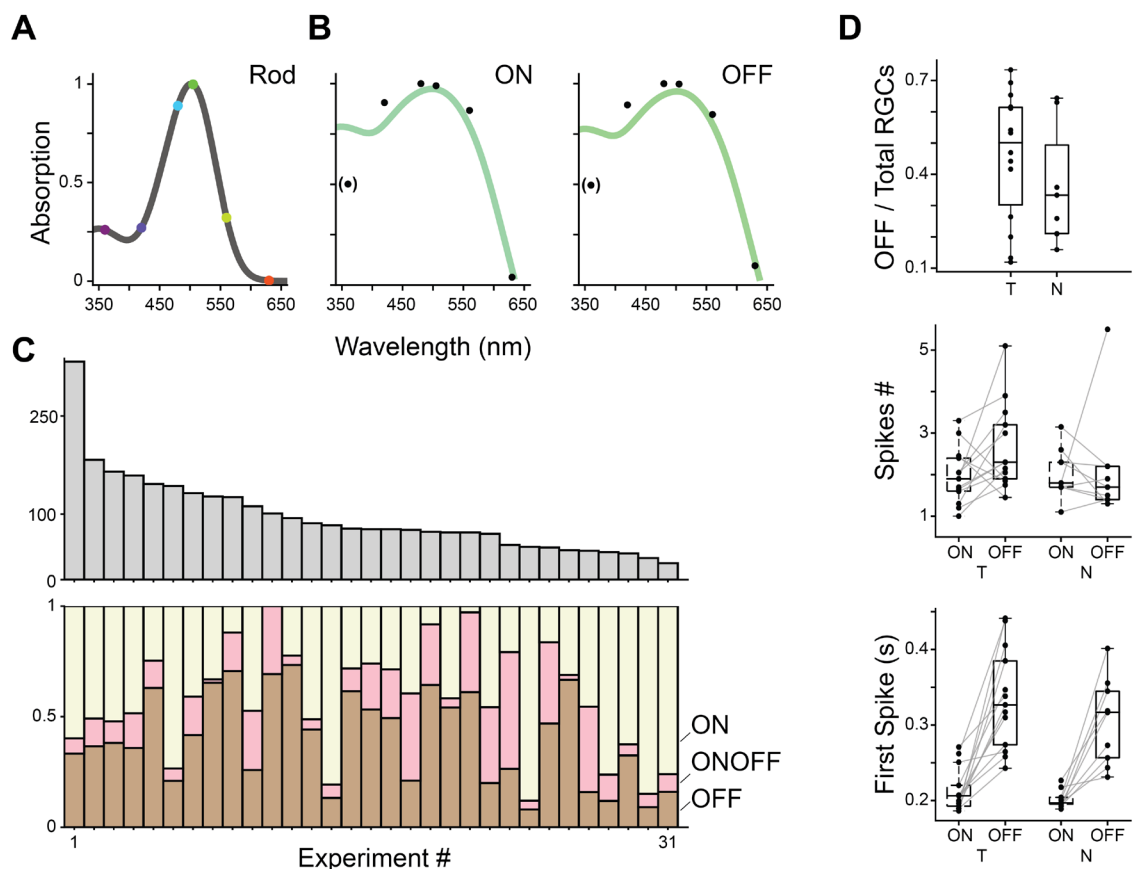 A
Rod
Absorption
1
0.5
0
350 450 550 650
B
ON
OFF
(•)
(•)
350 450 550 650
350 450 550 650
Wavelength (nm)
C
250
100
0
1
0.5
0
ON
ONOFF
OFF
1
31
Experiment #
D
OFF / Total RGCs
0.7
0.4
0.1
T N
Spikes #
5
3
1
ON OFF ON OFF
T N
First Spike (s)
0.4
0.3
0.2
ON OFF ON OFF
T N